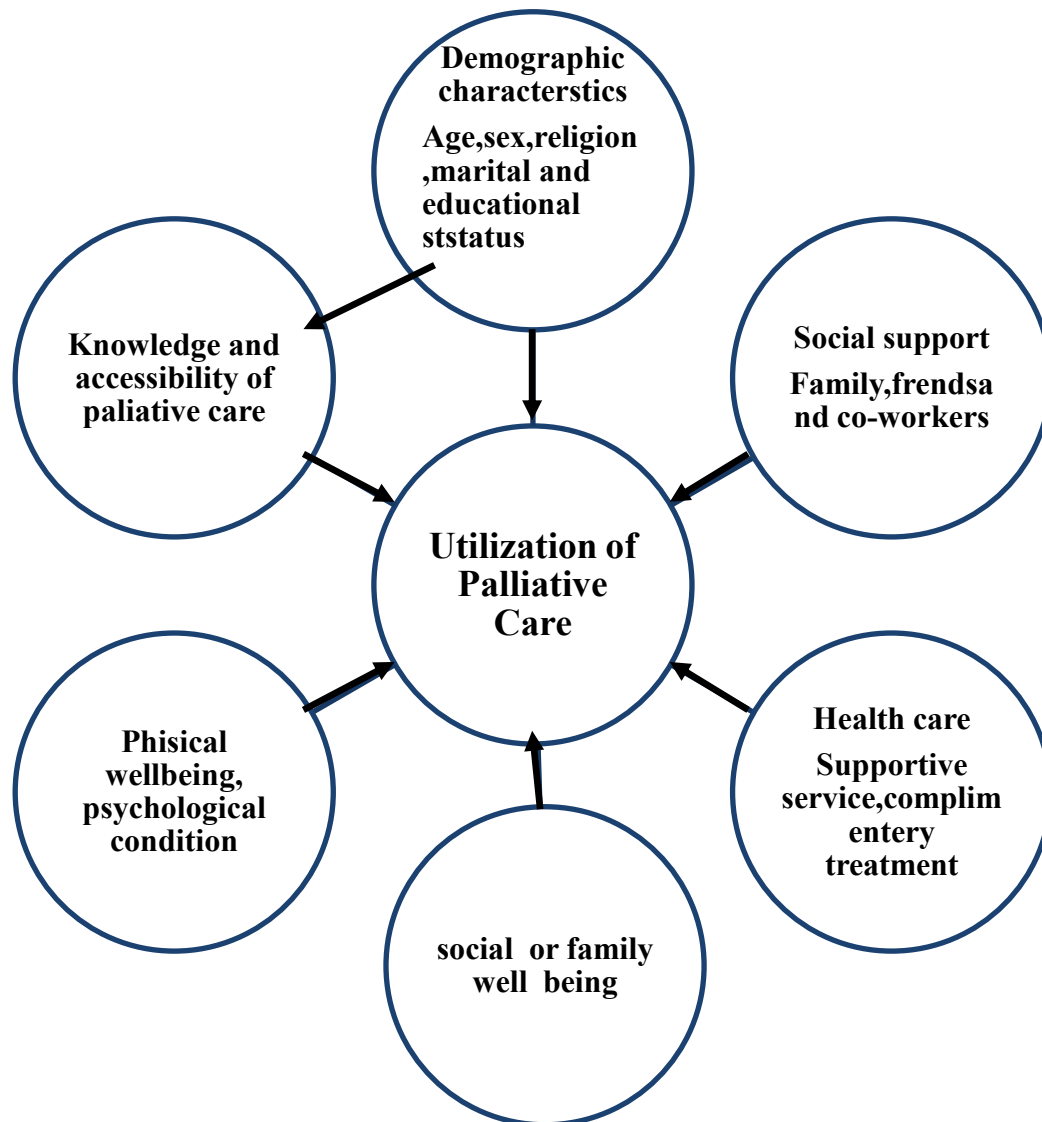 Demographic
characterstics
Age,sex,religion
,marital and
educational
ststatus
Knowledge and
accessibility of
paliative care
Social support
Family,frendsa
nd co-workers
Utilization of
Palliative
Care
Phisical
wellbeing,
psychological
condition
Health care
Supportive
service,complim
entery
treatment
social or family
well being